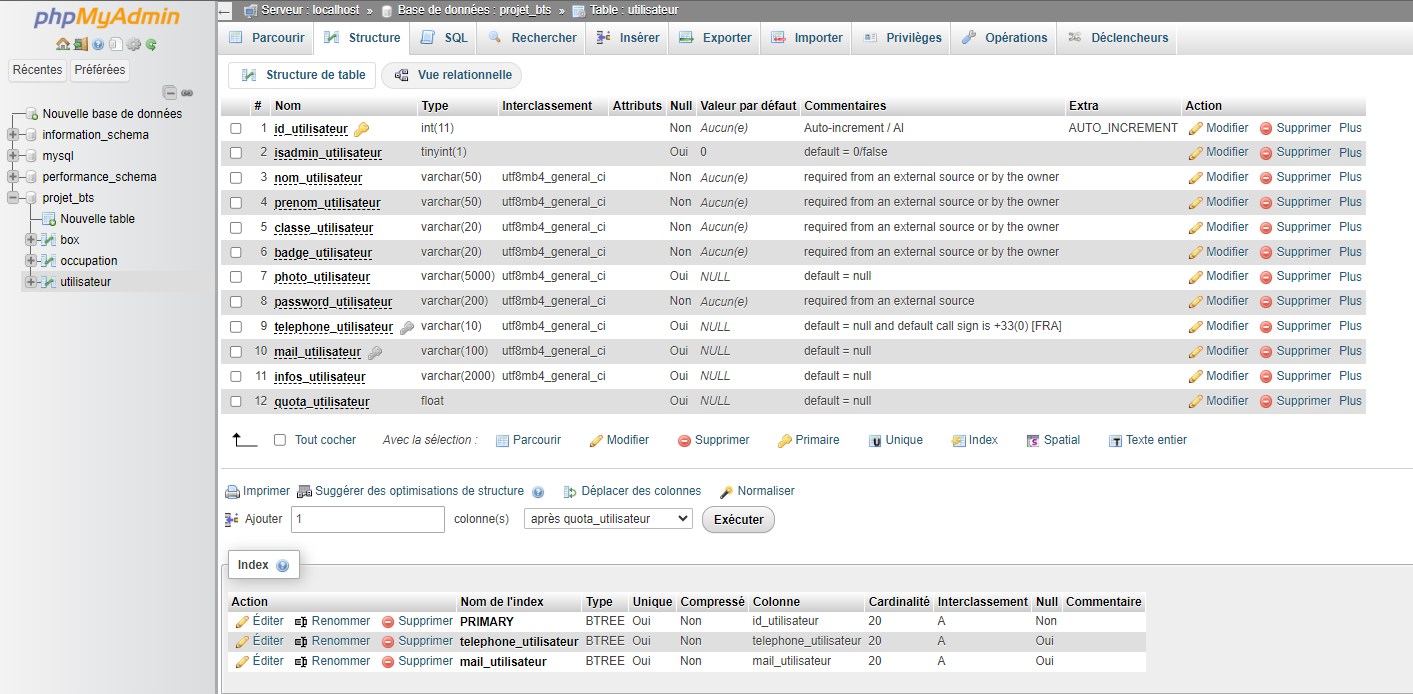 phpMyAdmin
Récentes Préférées
Nouvelle base de données
information_schema
mysql
performance_schema
projet_bts
Nouvelle table
box
occupation
utilisateur
Serveur : localhost » Base de données : projet_bts » Table : utilisateur
Parcourir Structure SQL Rechercher Insérer Exporter Importer Privilèges Opérations Déclencheurs
Structure de table Vue relationnelle
# Nom Type Interclassement Attributs Null Valeur par défaut Commentaires Extra Action
1 id_utilisateur int(11) Non Aucun(e) Auto-increment / AI AUTO_INCREMENT Modifier Supprimer Plus
2 isadmin_utilisateur tinyint(1) Oui 0 default = 0/false Modifier Supprimer Plus
3 nom_utilisateur varchar(50) utf8mb4_general_ci Non Aucun(e) required from an external source or by the owner Modifier Supprimer Plus
4 prenom_utilisateur varchar(50) utf8mb4_general_ci Non Aucun(e) required from an external source or by the owner Modifier Supprimer Plus
5 classe_utilisateur varchar(20) utf8mb4_general_ci Non Aucun(e) required from an external source or by the owner Modifier Supprimer Plus
6 badge_utilisateur varchar(20) utf8mb4_general_ci Non Aucun(e) required from an external source or by the owner Modifier Supprimer Plus
7 photo_utilisateur varchar(5000) utf8mb4_general_ci Oui NULL default = null Modifier Supprimer Plus
8 password_utilisateur varchar(200) utf8mb4_general_ci Non Aucun(e) required from an external source Modifier Supprimer Plus
9 telephone_utilisateur varchar(10) utf8mb4_general_ci Oui NULL default = null and default call sign is +33(0) [FRA] Modifier Supprimer Plus
10 mail_utilisateur varchar(100) utf8mb4_general_ci Oui NULL default = null Modifier Supprimer Plus
11 infos_utilisateur varchar(2000) utf8mb4_general_ci Oui NULL default = null Modifier Supprimer Plus
12 quota_utilisateur float Oui NULL default = null Modifier Supprimer Plus
Tout cocher Avec la sélection : Parcourir Modifier Supprimer Primaire Unique Index Spatial Texte entier
Imprimer Suggérer des optimisations de structure Déplacer des colonnes Normaliser
Ajouter 1 colonne(s) après quota_utilisateur Exécuter
Index
Action Nom de l'index Type Unique Compressé Colonne Cardinalité Interclassement Null Commentaire
Éditer Renommer Supprimer PRIMARY BTREE Oui Non id_utilisateur 20 A Non
Éditer Renommer Supprimer telephone_utilisateur BTREE Oui Non telephone_utilisateur 20 A Oui
Éditer Renommer Supprimer mail_utilisateur BTREE Oui Non mail_utilisateur 20 A Oui